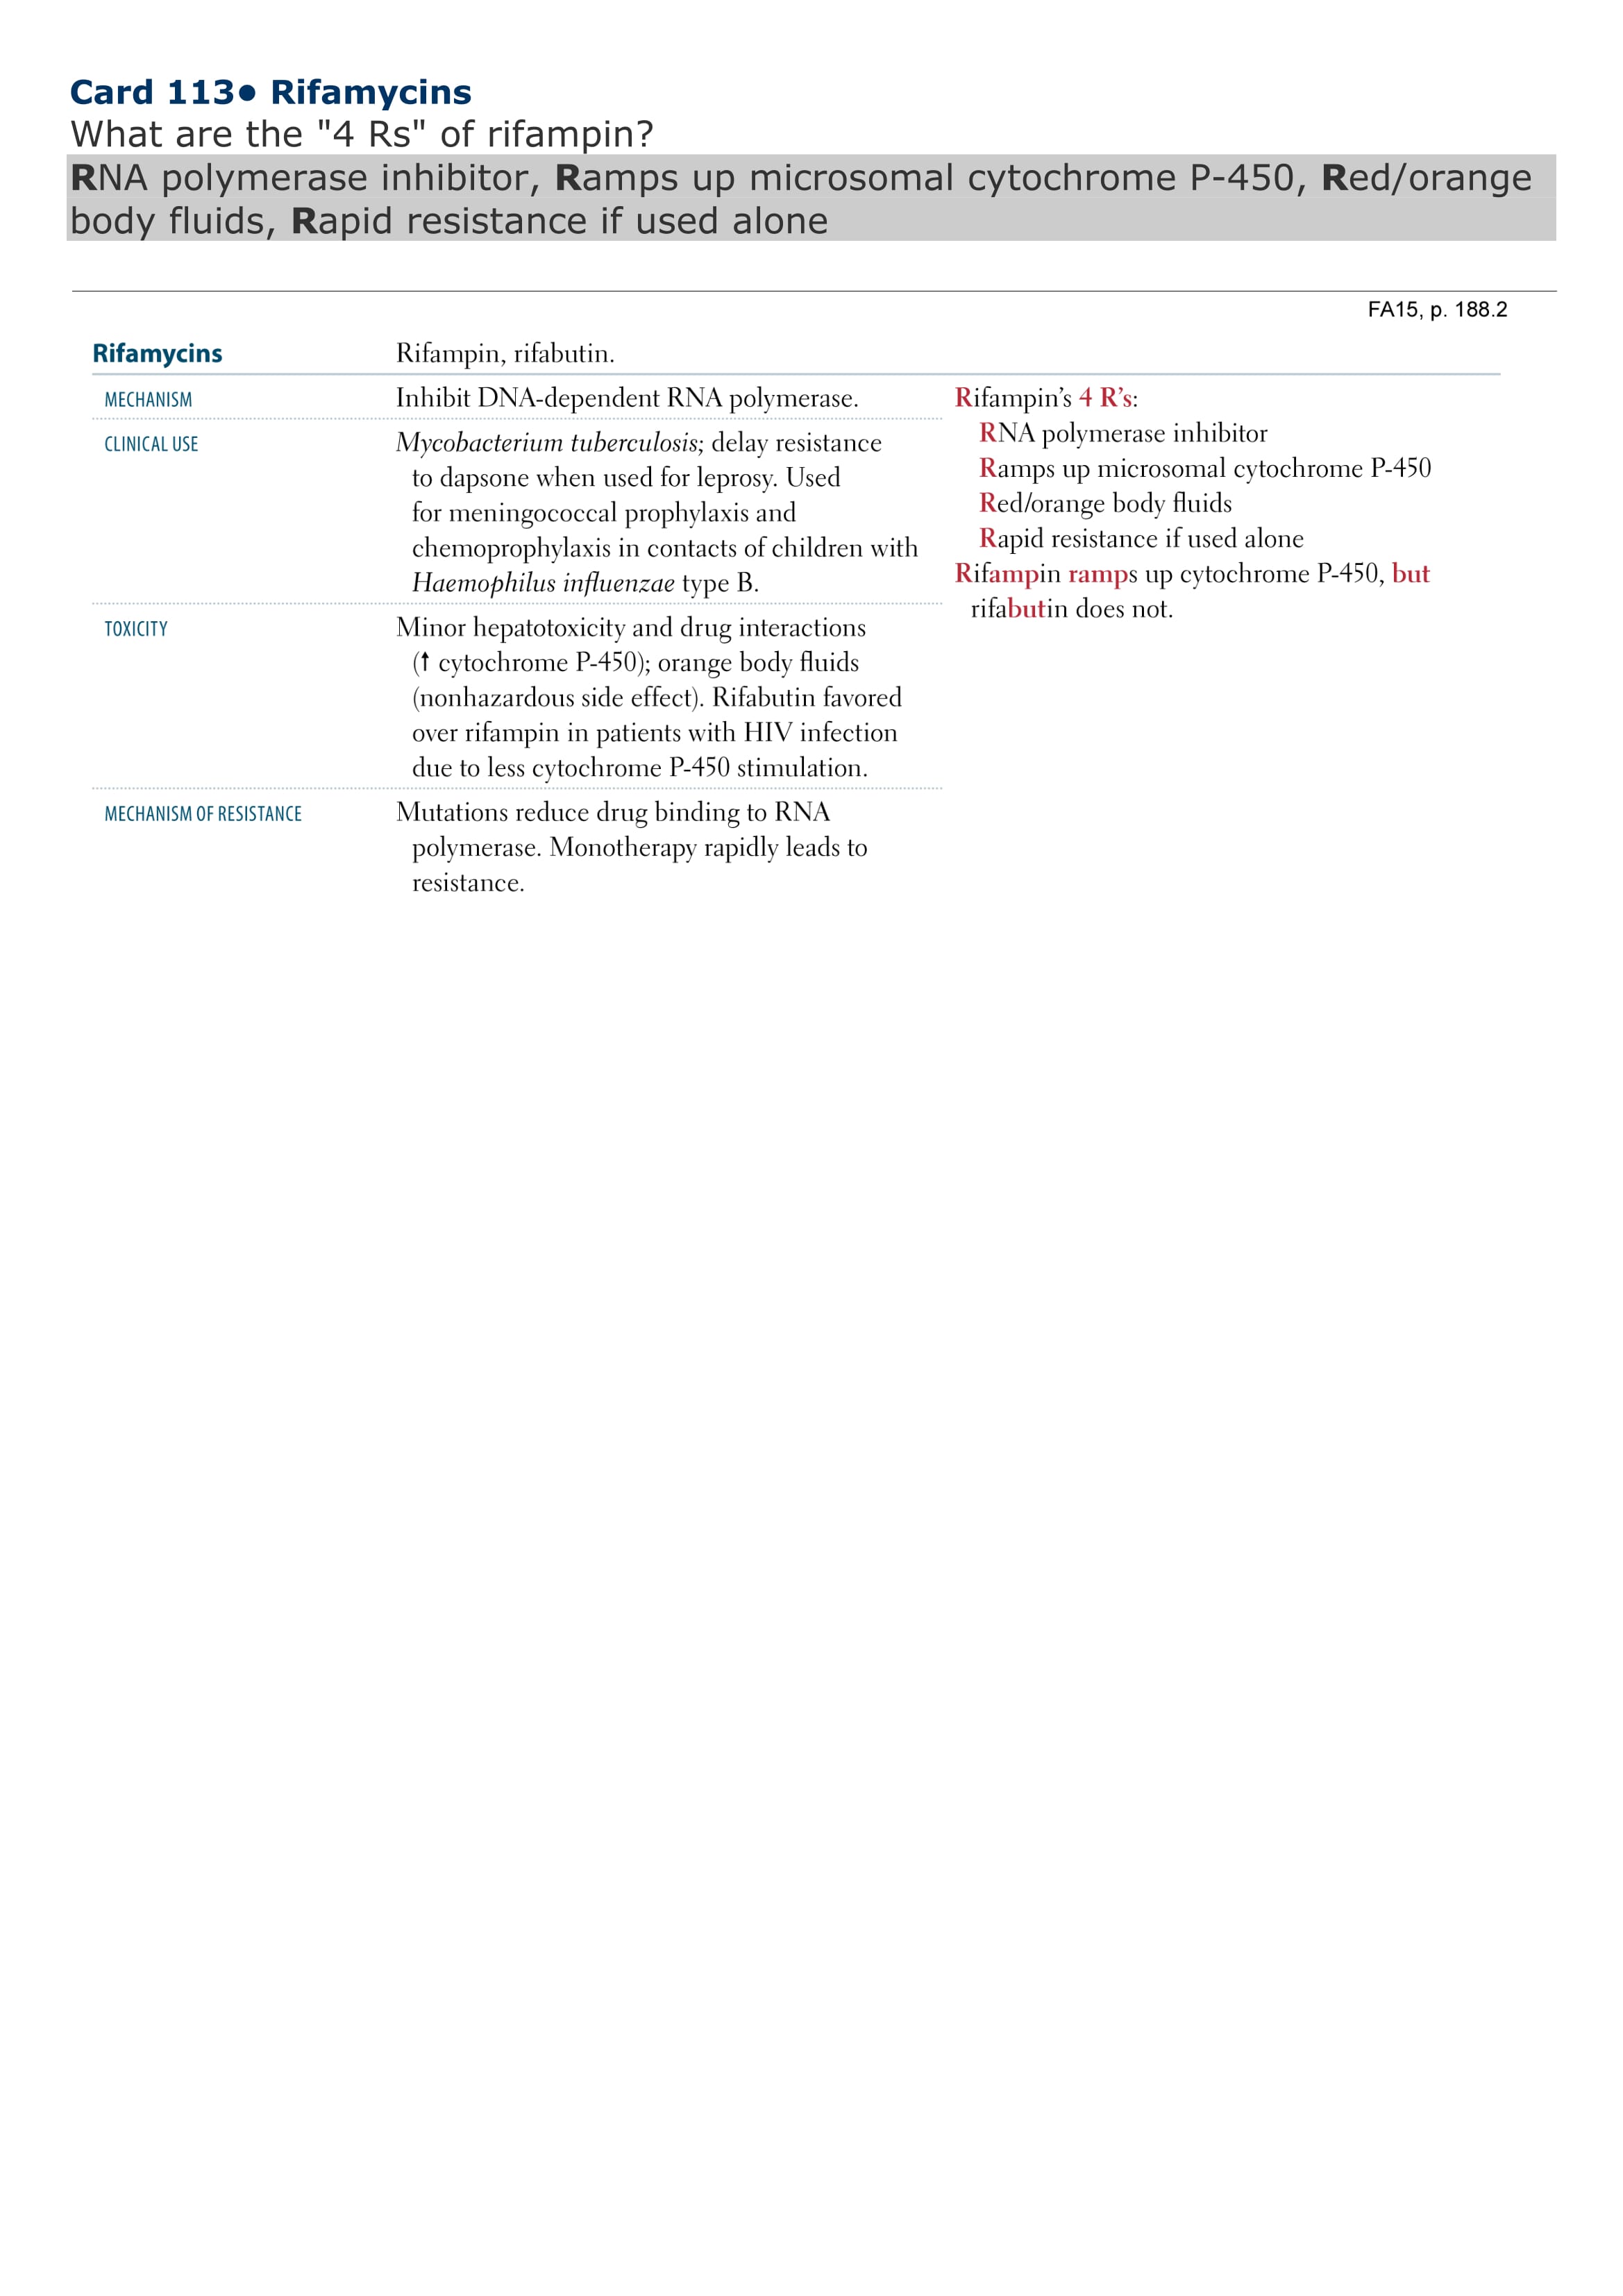 Card 113● Rifamycins
What are the "4 Rs" of rifampin?
RNA polymerase inhibitor, Ramps up microsomal cytochrome P-450, Red/orange
body fluids, Rapid resistance if used alone
FA15, p. 188.2
Rifamycins
Rifampin, rifabutin.
MECHANISM
Inhibit DNA-dependent RNA polymerase.
CLINICAL USE
Mycobacterium tuberculosis; delay resistance
to dapsone when used for leprosy. Used
for meningococcal prophylaxis and
chemoprophylaxis in contacts of children with
Haemophilus influenzae type B.
TOXICITY
Minor hepatotoxicity and drug interactions
(↑ cytochrome P-450); orange body fluids
(nonhazardous side effect). Rifabutin favored
over rifampin in patients with HIV infection
due to less cytochrome P-450 stimulation.
MECHANISM OF RESISTANCE
Mutations reduce drug binding to RNA
polymerase. Monotherapy rapidly leads to
resistance.
Rifampin’s 4 R’s:
RNA polymerase inhibitor
Ramps up microsomal cytochrome P-450
Red/orange body fluids
Rapid resistance if used alone
Rifampin ramps up cytochrome P-450, but
rifabutin does not.